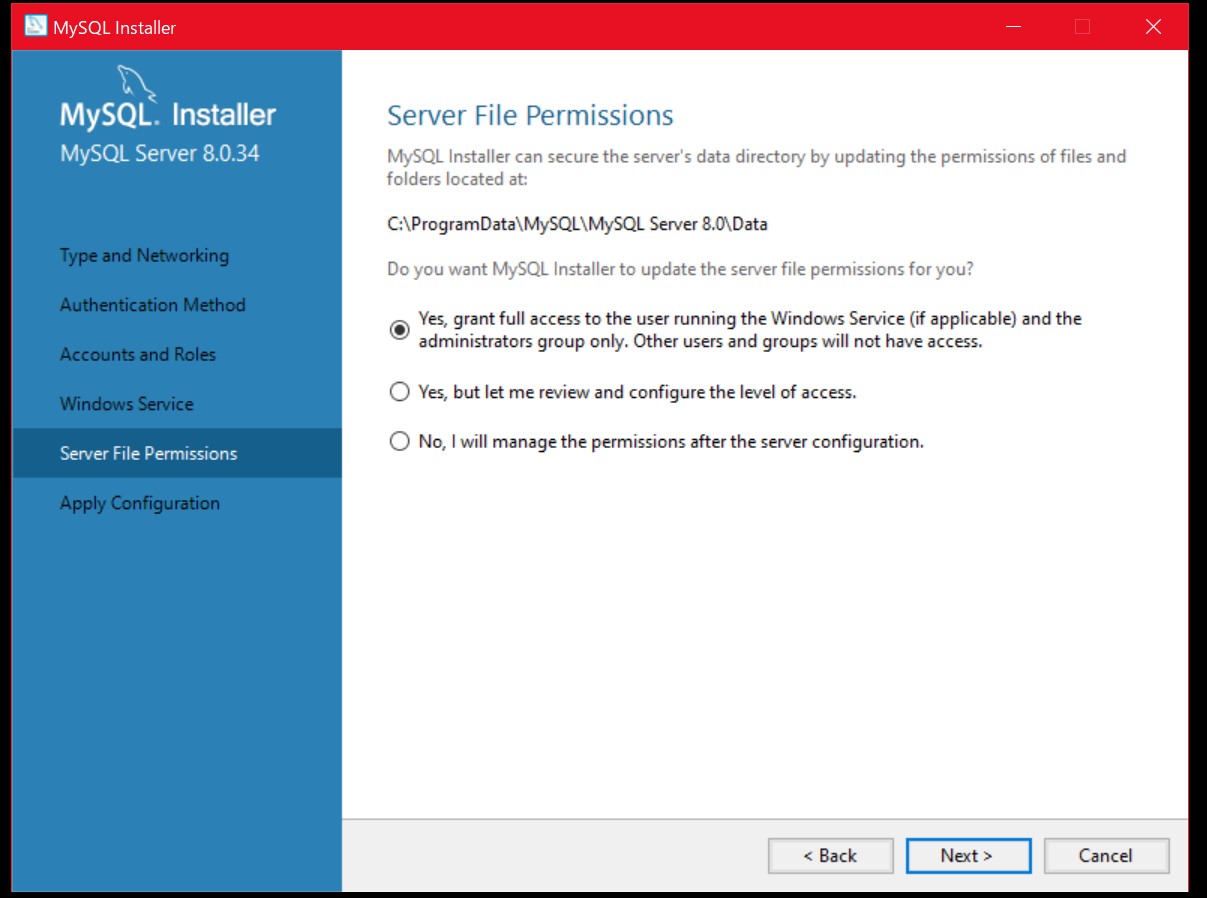 MySQL Installer
MySQL. Installer
MySQL Server 8.0.34
Type and Networking
Authentication Method
Accounts and Roles
Windows Service
Server File Permissions
Apply Configuration
Server File Permissions
MySQL Installer can secure the server's data directory by updating the permissions of files and
folders located at:
C:\ProgramData\MySQL\MySQL Server 8.0\Data
Do you want MySQL Installer to update the server file permissions for you?
Yes, grant full access to the user running the Windows Service (if applicable) and the
administrators group only. Other users and groups will not have access.
Yes, but let me review and configure the level of access.
No, I will manage the permissions after the server configuration.
< Back
Next >
Cancel